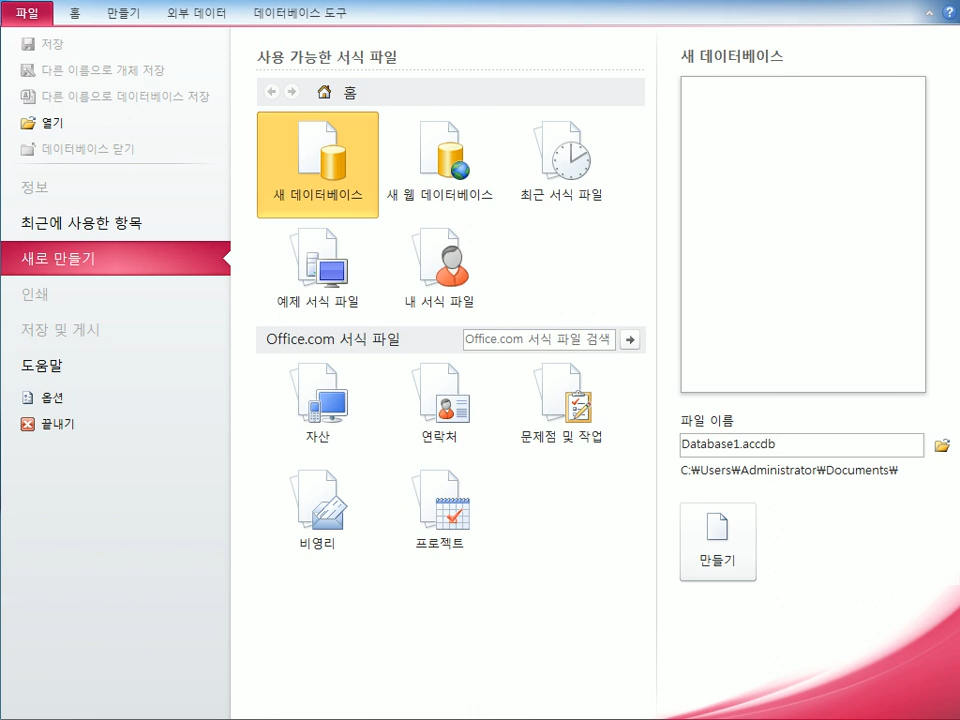 파일 홈 만들기 외부 데이터 데이터베이스 도구
저장
다른 이름으로 개체 저장
다른 이름으로 데이터베이스 저장
열기
데이터베이스 닫기
정보
최근에 사용한 항목
새로 만들기
인쇄
저장 및 게시
도움말
옵션
끝내기
사용 가능한 서식 파일
홈
새 데이터베이스 새 웹 데이터베이스 최근 서식 파일
예제 서식 파일 내 서식 파일
Office.com 서식 파일 Office.com 서식 파일 검색
자산 연락처 문제점 및 작업
비영리 프로젝트
새 데이터베이스
파일 이름
Database1.accdb
C:₩Users₩Administrator₩Documents₩
만들기